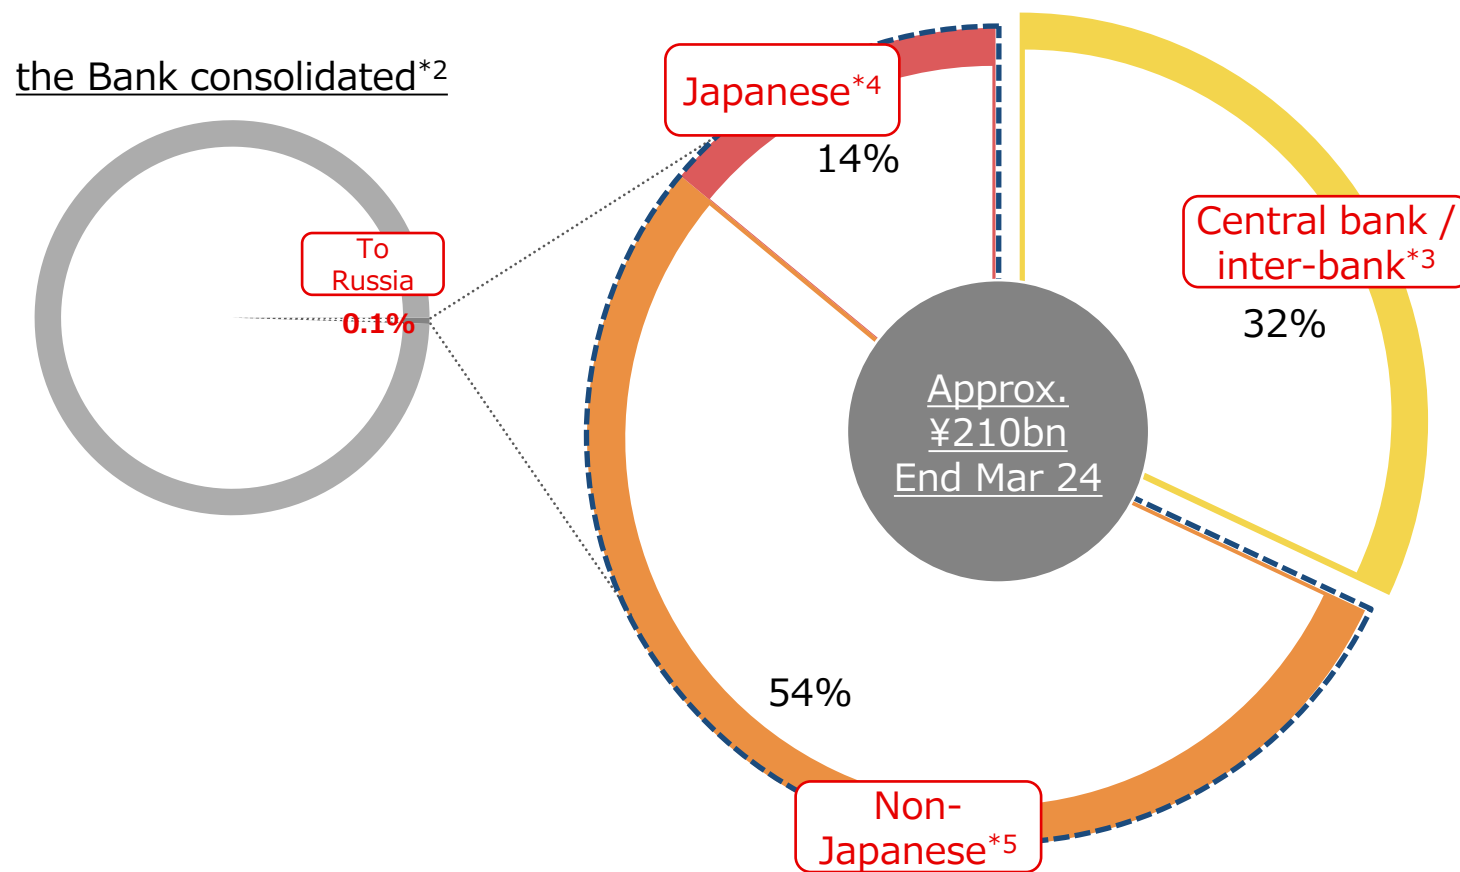 the Bank consolidated*2
To
Russia
0.1%
Japanese*4
14%
Central bank /
inter-bank*3
32%
Approx.
¥210bn
End Mar 24
54%
Non-
Japanese*5